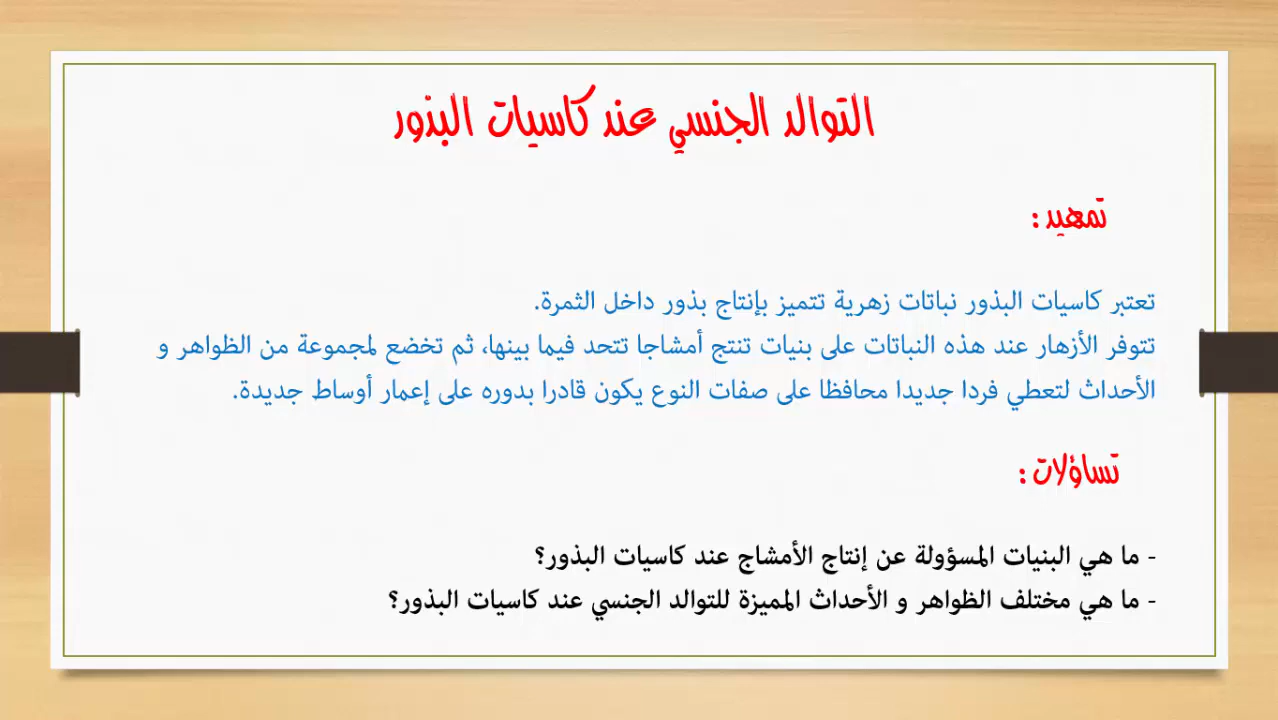 التوالد الجنسي عند كاسيات البذور
تمهيد :
تعتبر كاسيات البذور نباتات زهرية تتميز بإنتاج بذور داخل الثمرة.
تتوفر الأزهار عند هذه النباتات على بنيات تنتج أمشاجا تتحد فيما بينها، ثم تخضع لمجموعة من الظواهر و
الأحداث لتعطي فردا جديدا محافظا على صفات النوع يكون قادرا بدوره على إعمار أوساط جديدة.
تساؤلات :
- ما هي البنيات المسؤولة عن إنتاج الأمشاج عند كاسيات البذور؟
- ما هي مختلف الظواهر و الأحداث المميزة للتوالد الجنسي عند كاسيات البذور؟